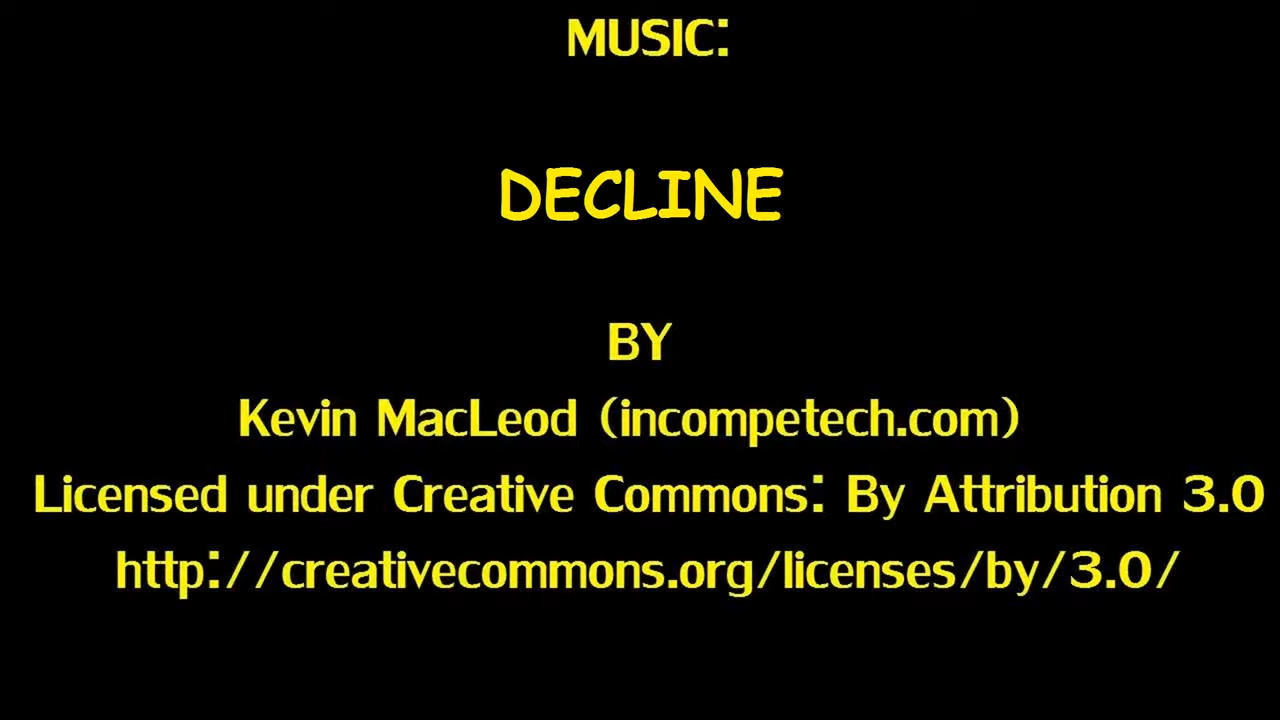 MUSIC:
DECLINE
BY
Kevin MacLeod (incompetech.com)
Licensed under Creative Commons: By Attribution 3.0
http://creativecommons.org/licenses/by/3.0/